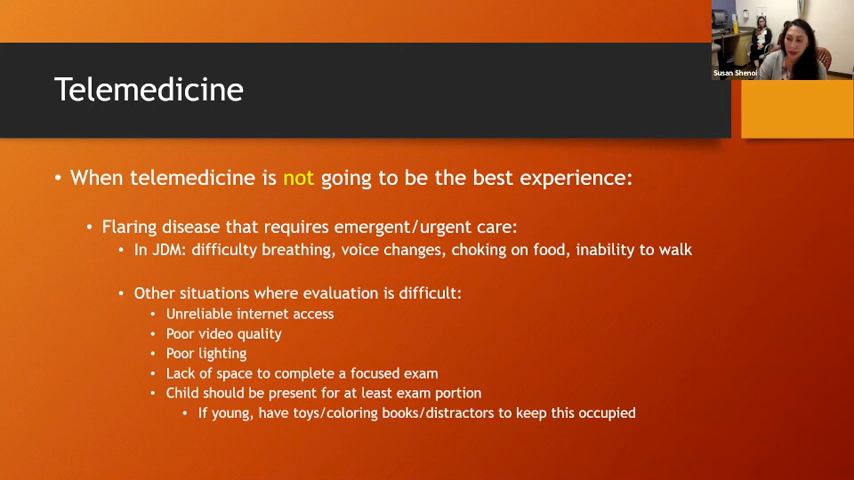 Susan Shenoi
Telemedicine
• When telemedicine is not going to be the best experience:
• Flaring disease that requires emergent/urgent care:
• In JDM: difficulty breathing, voice changes, choking on food, inability to walk
• Other situations where evaluation is difficult:
• Unreliable internet access
• Poor video quality
• Poor lighting
• Lack of space to complete a focused exam
• Child should be present for at least exam portion
• If young, have toys/coloring books/distractors to keep this occupied